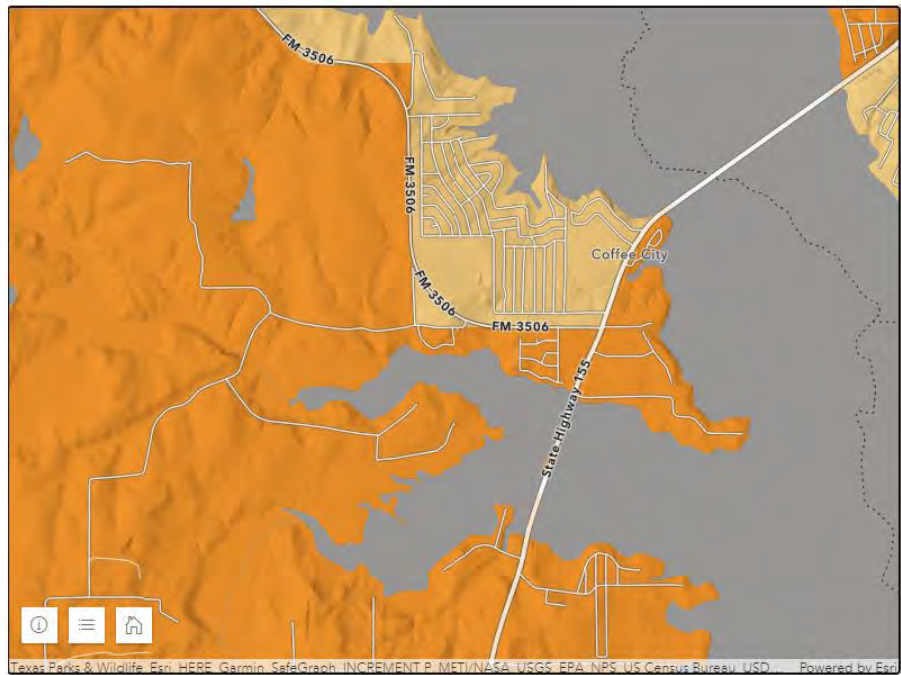 FM 3506
FM 3506
Coffee City
FM 3506
FM 3506
State Highway 155
Texas Parks & Wildlife, Esri, HERE, Garmin, SafeGraph, INCREMENT P, METI/NASA, USGS, EPA, NPS, US Census Bureau, USD... Powered by Esri